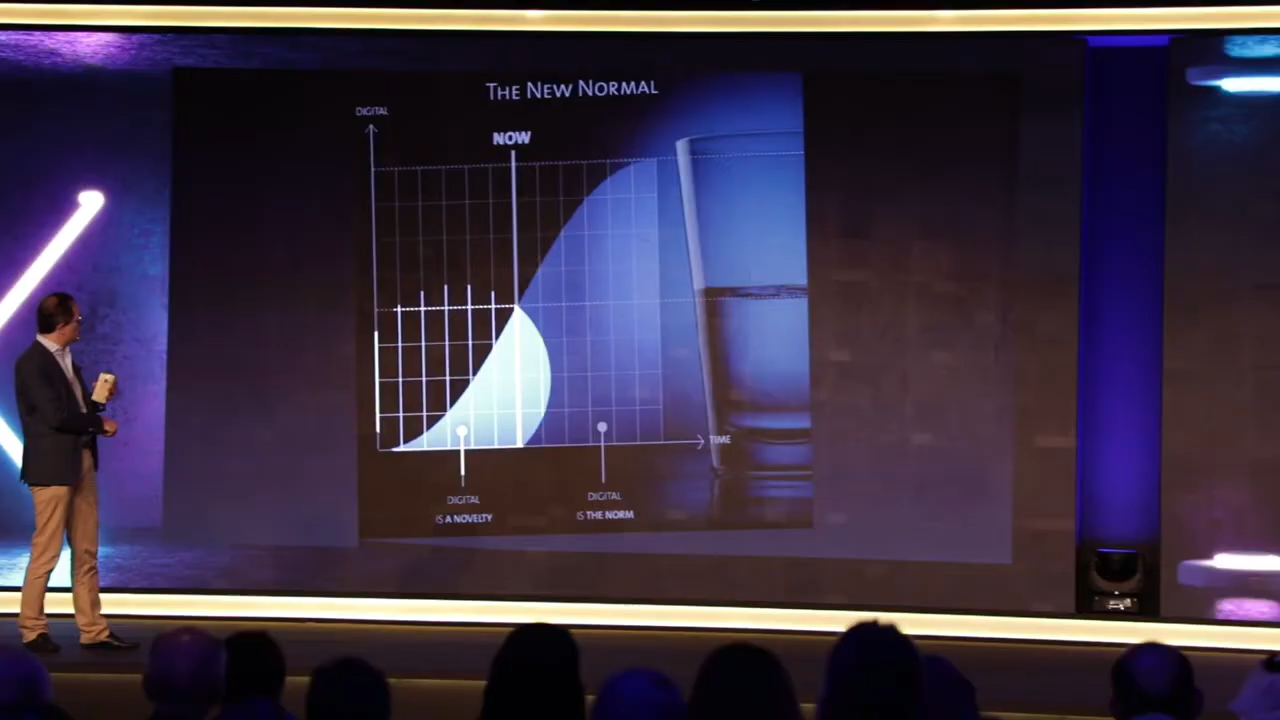 THE NEW NORMAL
DIGITAL
NOW
TIME
DIGITAL
IS A NOVELTY
DIGITAL
IS THE NORM